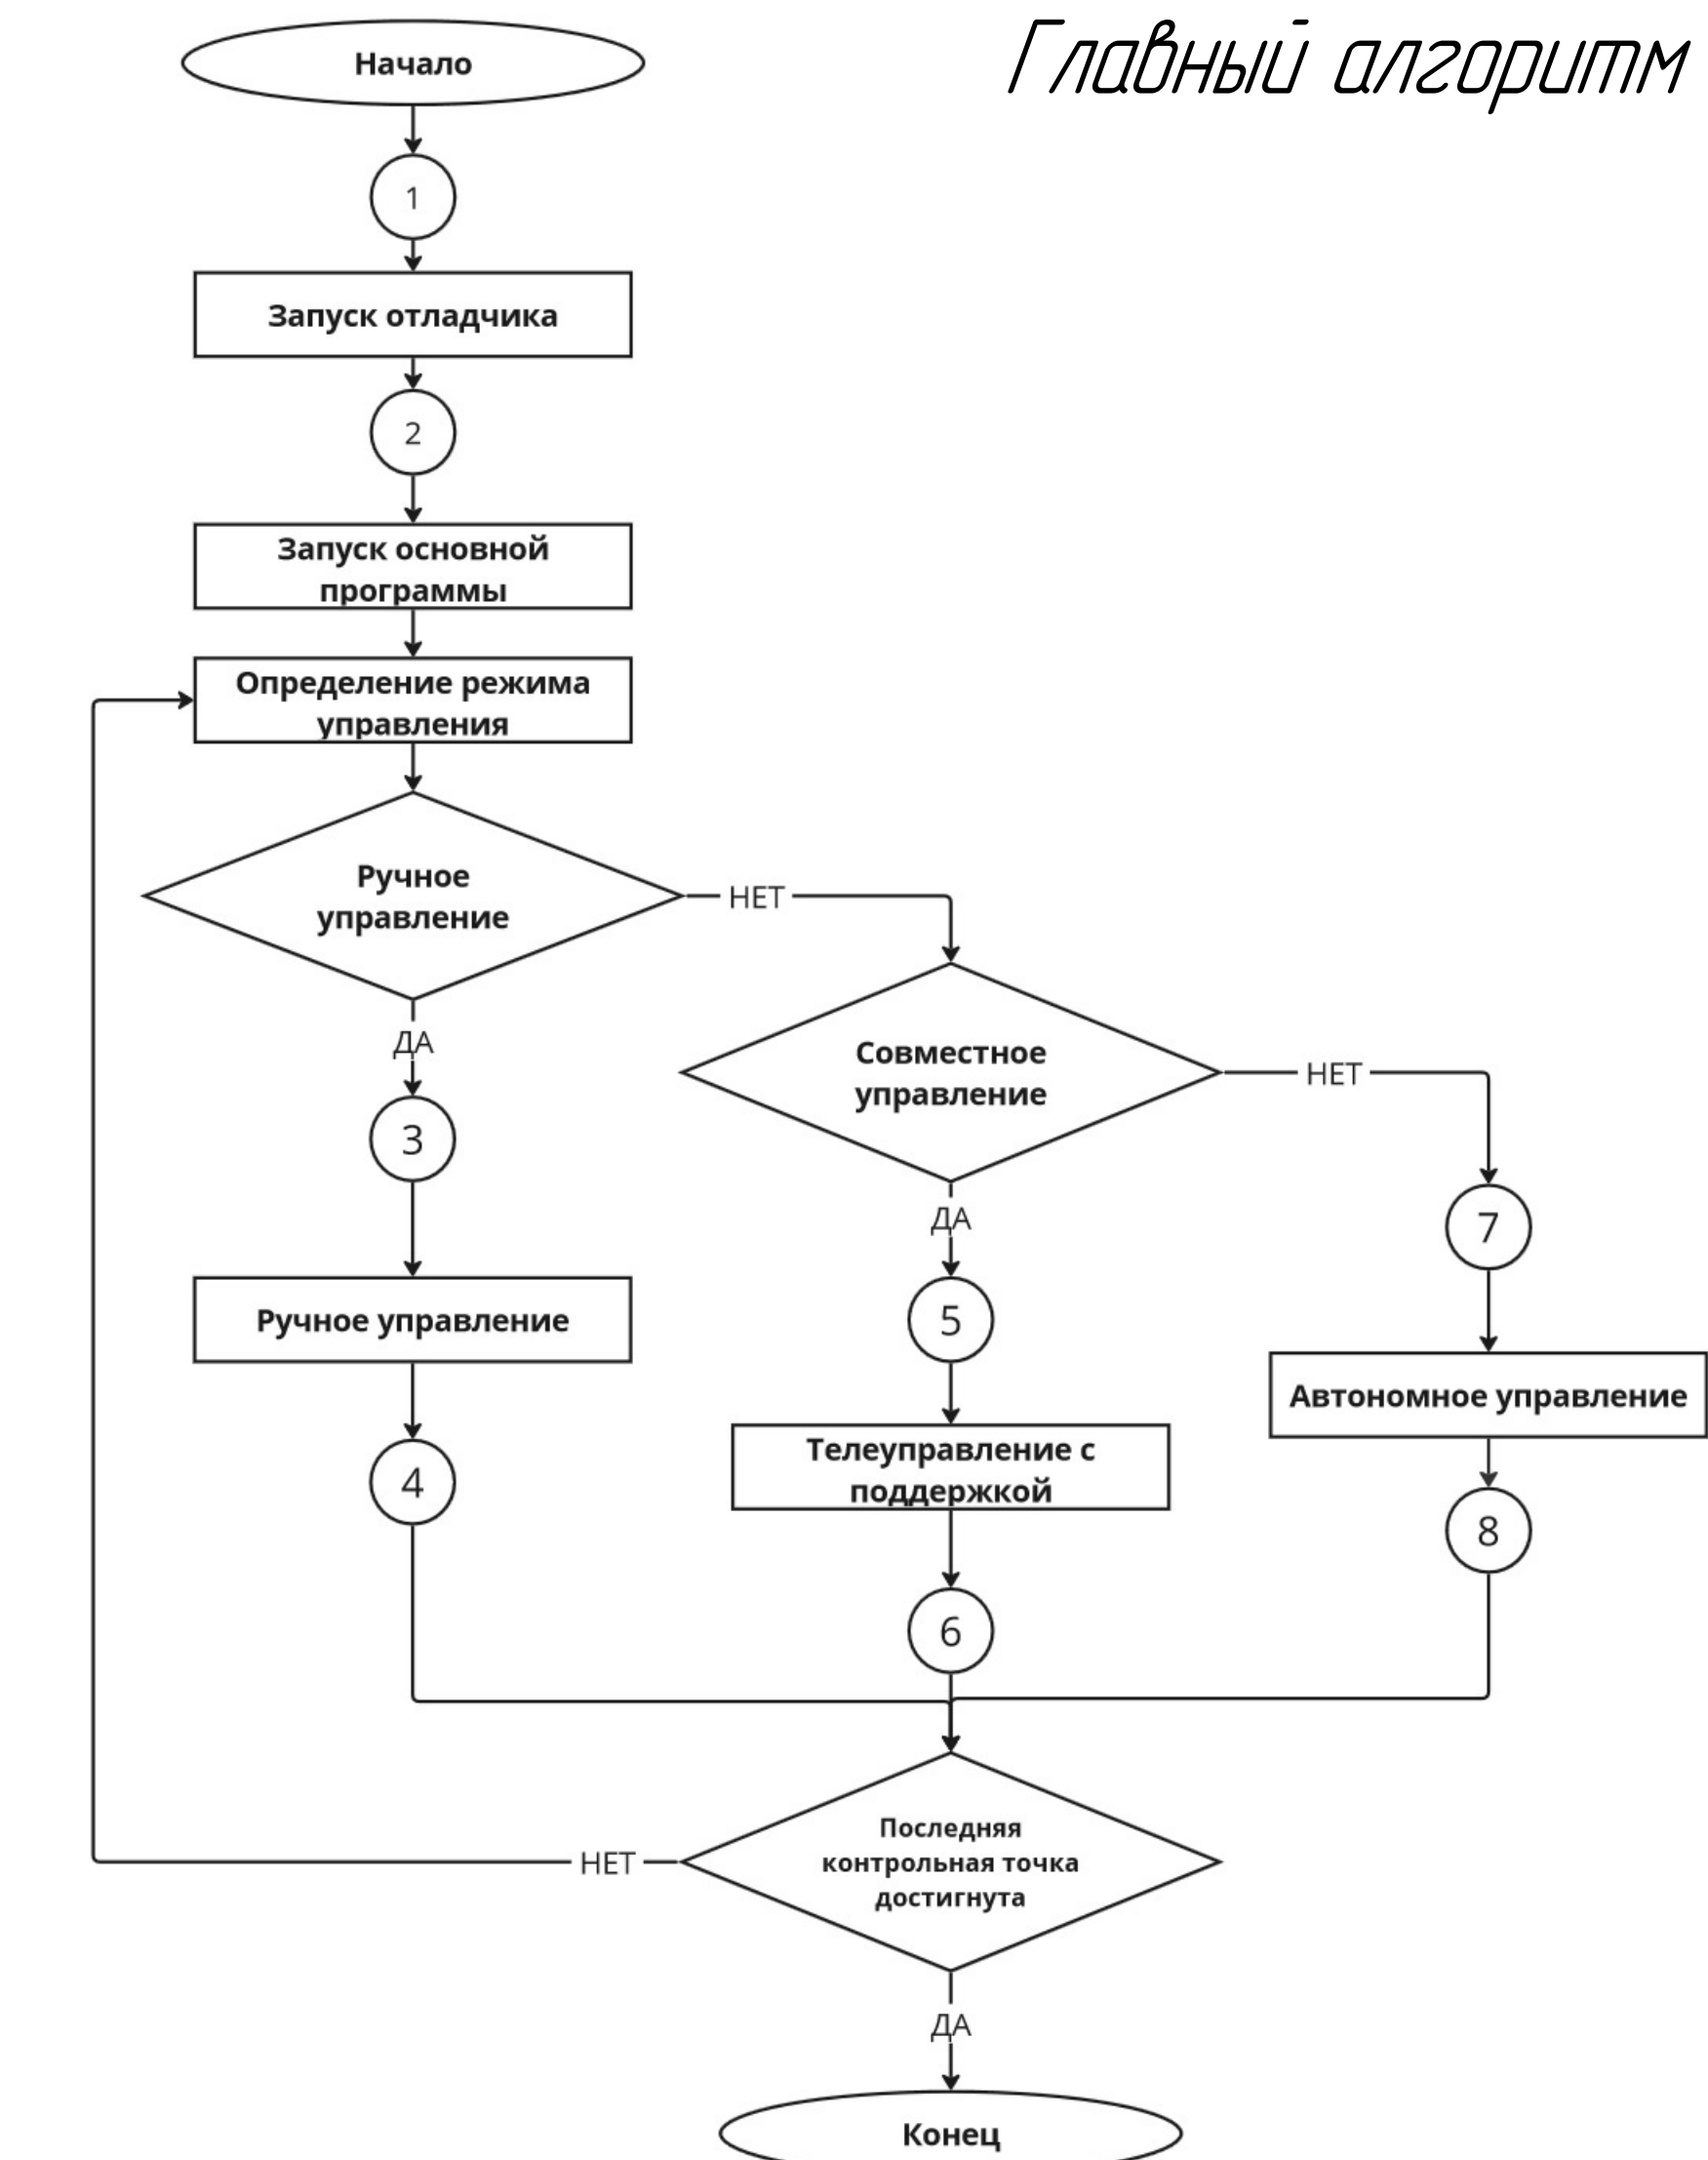 Главный алгоритм
Начало
1
Запуск отладчика
2
Запуск основной
программы
Определение режима
управления
Ручное
управление
НЕТ
ДА
Совместное
управление
НЕТ
ДА
3
7
5
Ручное управление
Автономное управление
Телеуправление с
поддержкой
4
8
6
Последняя
контрольная точка
достигнута
НЕТ
ДА
Конец